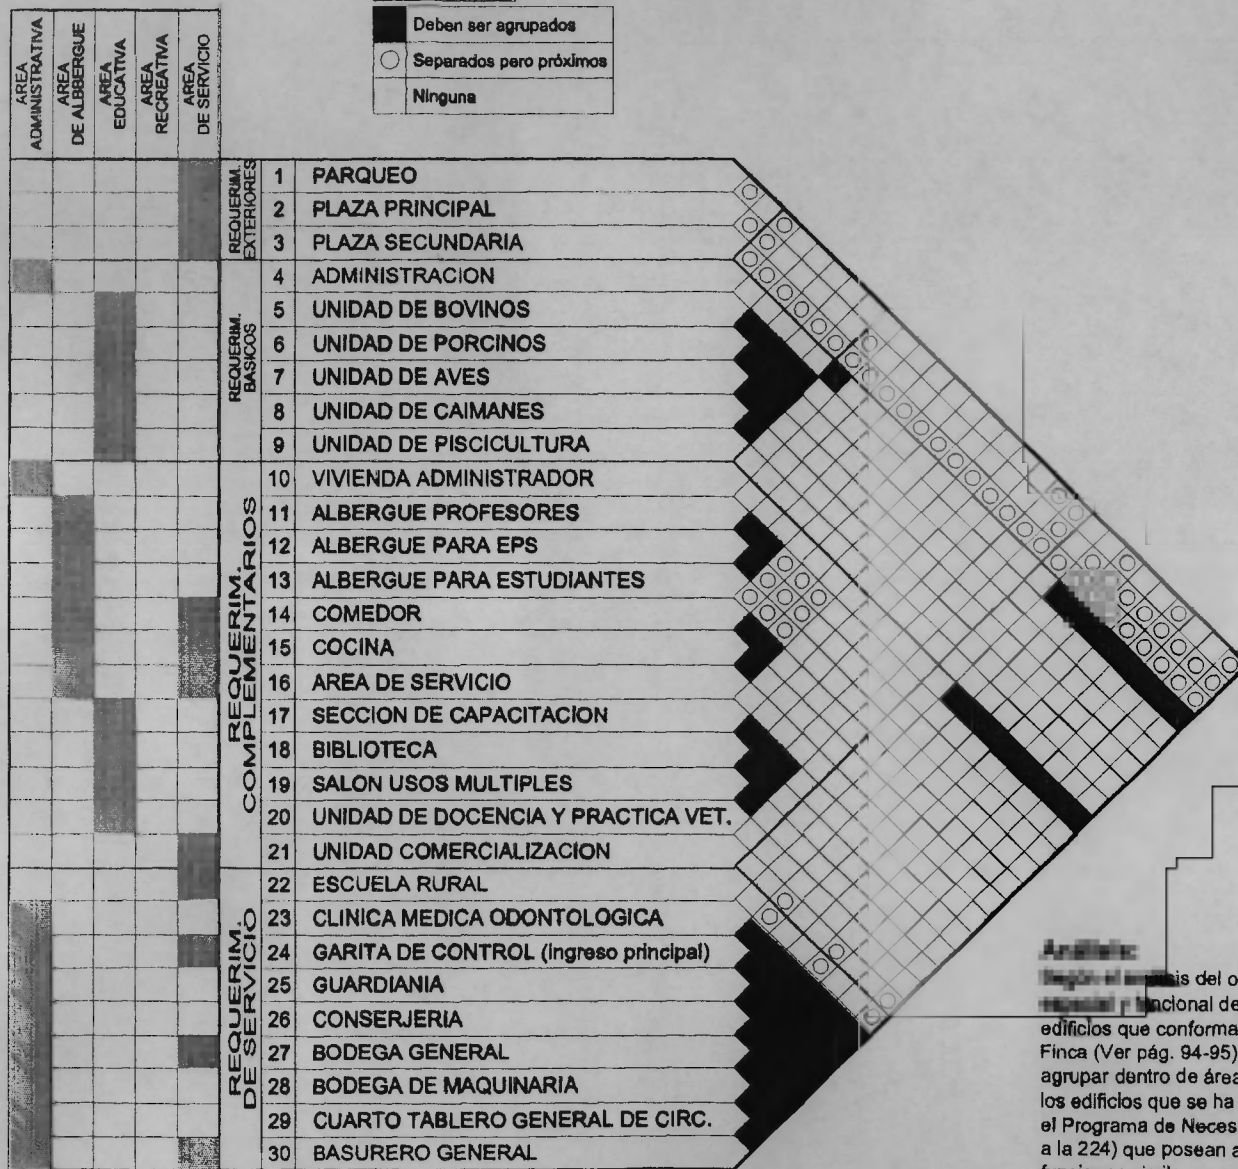 Deben ser agrupados
Separados pero próximos
Ninguna
AREA
ADMINISTRATIVA
AREA
DE ALBBERGUE
AREA
EDUCATIVA
AREA
RECREATIVA
AREA
DE SERVICIO
REQUERIM.
EXTERIORES
1 PARQUEO
2 PLAZA PRINCIPAL
3 PLAZA SECUNDARIA
REQUERIM.
BASICOS
4 ADMINISTRACION
5 UNIDAD DE BOVINOS
6 UNIDAD DE PORCINOS
7 UNIDAD DE AVES
8 UNIDAD DE CAIMANES
9 UNIDAD DE PISCICULTURA
REQUERIM.
COMPLEMENTARIOS
10 VIVIENDA ADMINISTRADOR
11 ALBERGUE PROFESORES
12 ALBERGUE PARA EPS
13 ALBERGUE PARA ESTUDIANTES
14 COMEDOR
15 COCINA
16 AREA DE SERVICIO
17 SECCION DE CAPACITACION
18 BIBLIOTECA
19 SALON USOS MULTIPLES
20 UNIDAD DE DOCENCIA Y PRACTICA VET.
21 UNIDAD COMERCIALIZACION
REQUERIM.
DE SERVICIO
22 ESCUELA RURAL
23 CLINICA MEDICA ODONTOLOGICA
24 GARITA DE CONTROL (ingreso principal)
25 GUARDIANIA
26 CONSERJERIA
27 BODEGA GENERAL
28 BODEGA DE MAQUINARIA
29 CUARTO TABLERO GENERAL DE CIRC.
30 BASURERO GENERAL
del o
de
edificios que conforma
Finca (Ver pág. 94-95)
agrupar dentro de área
los edificios que se ha
el Programa de Neces
a la 224) que posean a